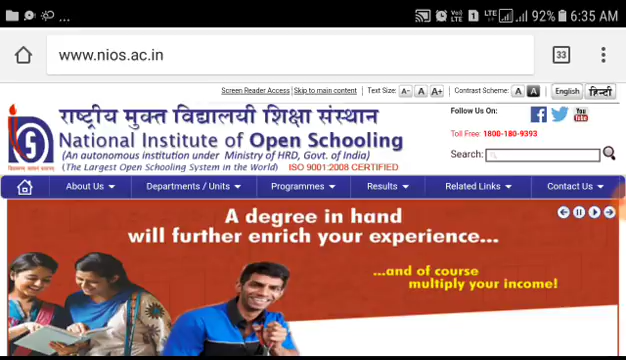 92% 6:35 AM
www.nios.ac.in
33
Screen Reader Access | Skip to main content Text Size: A- A A+ Contrast Scheme: A A English हिन्दी
राष्ट्रीय मुक्त विद्यालयी शिक्षा संस्थान
National Institute of Open Schooling
(An autonomous institution under Ministry of HRD, Govt. of India)
(The Largest Open Schooling System in the World) ISO 9001:2008 CERTIFIED
Follow Us On:
You Tube
Toll Free: 1800-180-9393
Search:
About Us Departments / Units Programmes Results Related Links Contact Us
A degree in hand
will further enrich your experience...
...and of course
multiply your income!